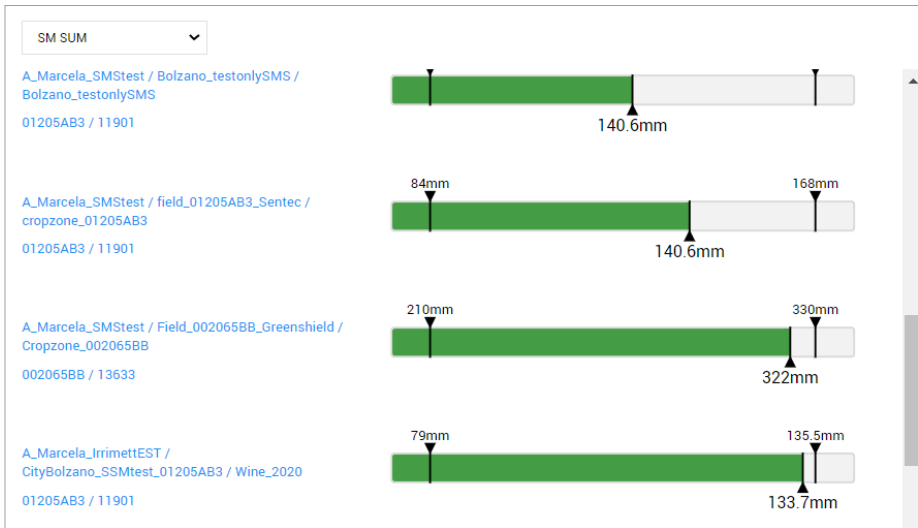 SM SUM
A_Marcela_SMStest / Bolzano_testonlySMS /
Bolzano_testonlySMS
01205AB3 / 11901
140.6mm
A_Marcela_SMStest / field_01205AB3_Sentec /
cropzone_01205AB3
01205AB3 / 11901
84mm
168mm
140.6mm
A_Marcela_SMStest / Field_002065BB_Greenshield /
Cropzone_002065BB
002065BB / 13633
210mm
330mm
322mm
A_Marcela_IrrimettEST /
CityBolzano_SSMtest_01205AB3 / Wine_2020
01205AB3 / 11901
79mm
135.5mm
133.7mm